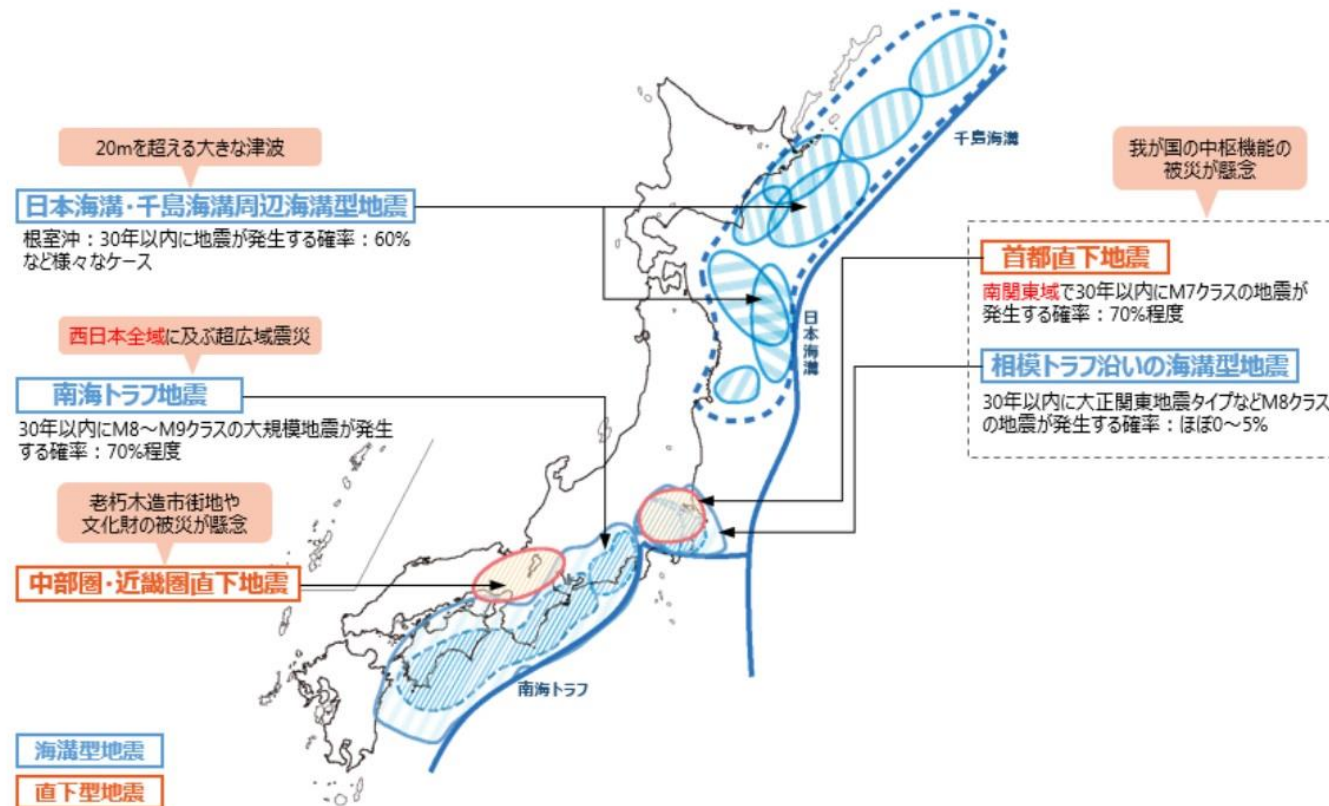 20mを超える大きな津波
日本海溝・千島海溝周辺海溝型地震
根室沖：30年以内に地震が発生する確率：60%
など様々なケース
西日本全域に及ぶ超広域震災
南海トラフ地震
30年以内にM8～M9クラスの大規模地震が発生
する確率：70%程度
老朽木造市街地や
文化財の被災が懸念
中部圏・近畿圏直下地震
海溝型地震
直下型地震
千島海溝
日本海溝
南海トラフ
我が国の中枢機能の
被災が懸念
首都直下地震
南関東域で30年以内にM7クラスの地震が
発生する確率：70%程度
相模トラフ沿いの海溝型地震
30年以内に大正関東地震タイプなどM8クラス
の地震が発生する確率：ほぼ0～5%